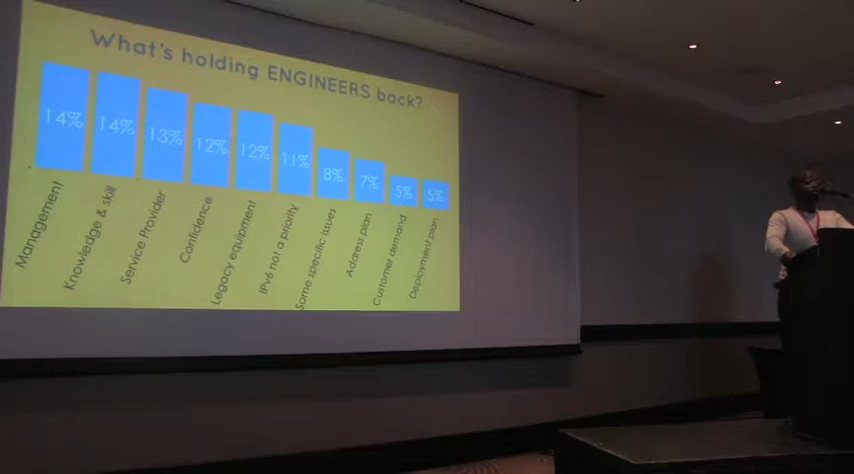 What's holding ENGINEERS back?
14%
14%
13%
12%
12%
11%
8%
7%
5%
5%
Management
Knowledge & skill
Service Provider
Confidence
Legacy equipment
IPv6 not a priority
Some specific issues
Address plan
Customer demand
Deployment plan